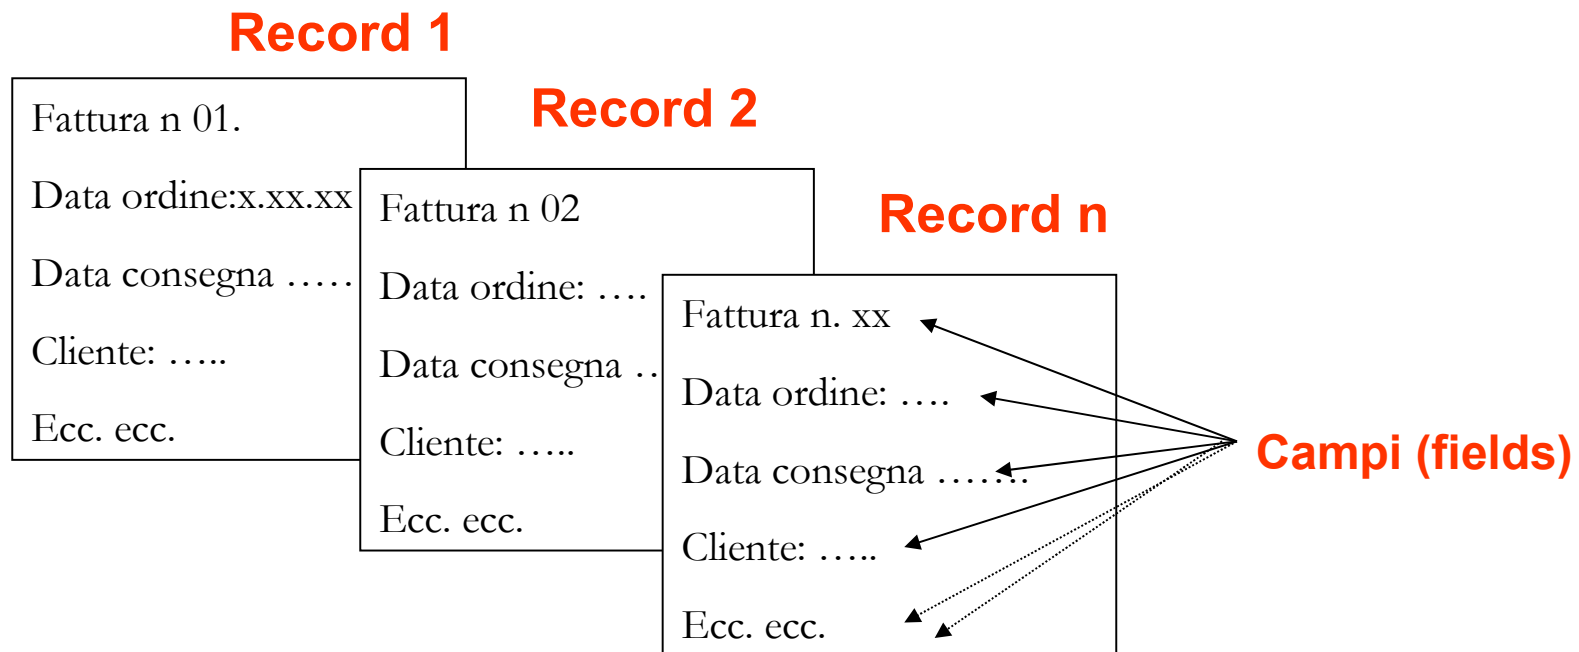 Record 1
Fattura n 01.
Data ordine:x.xx.xx
Data consegna .....
Cliente: …..
Ecc. ecc.
Record 2
Fattura n 02
Data ordine: ….
Data consegna ..
Cliente: …..
Ecc. ecc.
Record n
Fattura n. xx
Data ordine: ….
Data consegna …….
Cliente: …..
Ecc. ecc.
Campi (fields)